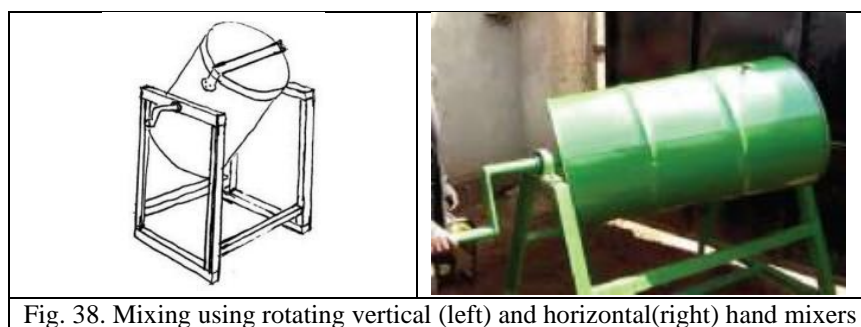 Fig. 38. Mixing using rotating vertical (left) and horizontal(right) hand mixers